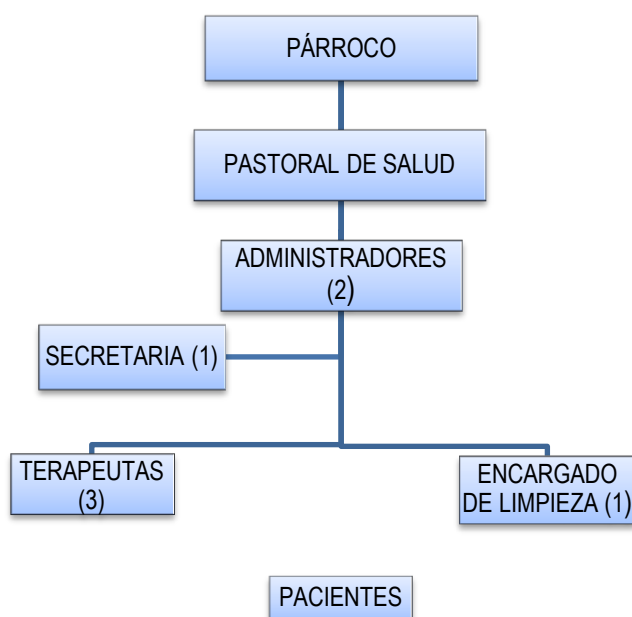 PÁRROCO
PASTORAL DE SALUD
ADMINISTRADORES
(2)
SECRETARIA (1)
TERAPEUTAS
(3)
ENCARGADO
DE LIMPIEZA (1)
PACIENTES